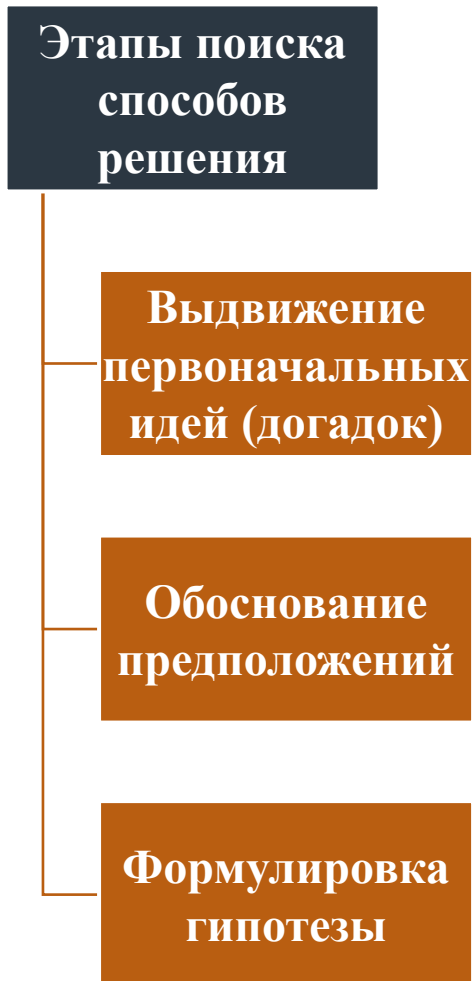 Этапы поиска
способов
решения
Выдвижение
первоначальных
идей (догадок)
Обоснование
предположений
Формулировка
гипотезы